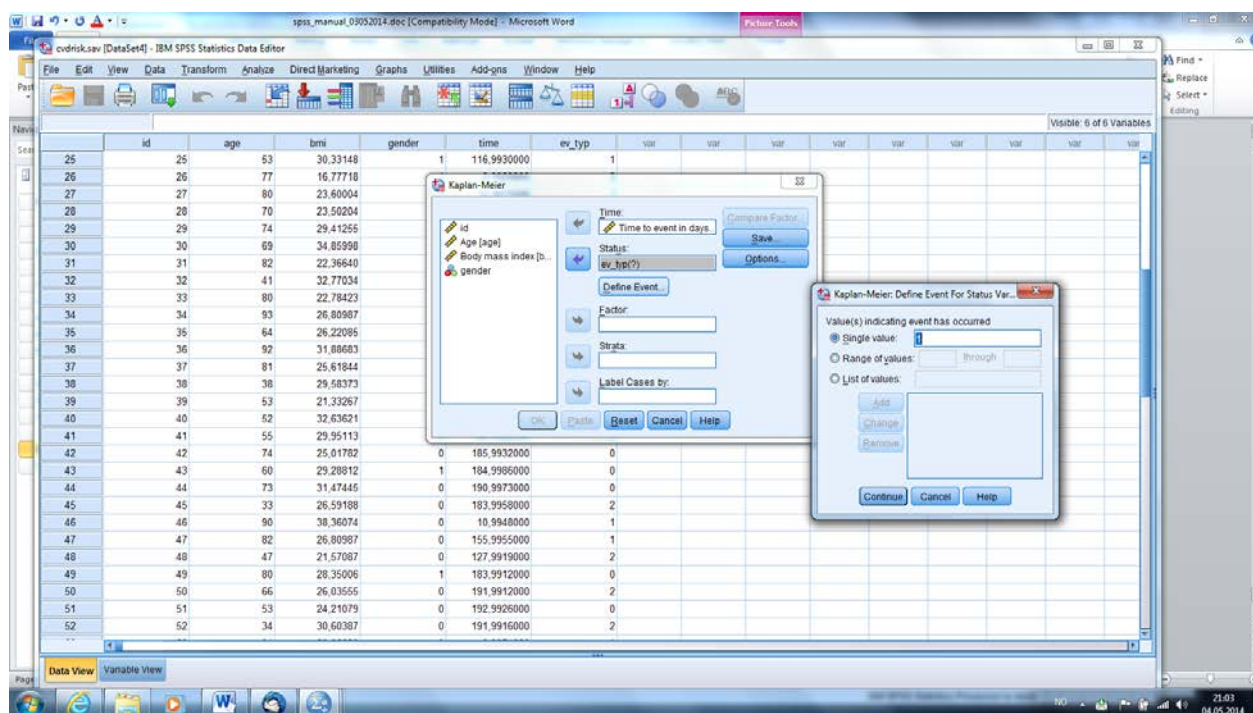 spss_manual_03052014.doc [Compatibility Mode] - Microsoft Word
Picture Tools
cvdrisk.sav [DataSet4] - IBM SPSS Statistics Data Editor
File Edit View Data Transform Analyze Direct Marketing Graphs Utilities Add-ons Window Help
Find
Replace
Select
Editing
Visible: 6 of 6 Variables
id age bmi gender time ev_typ var var var var var var var var
25 25 53 30,33148 1 116,9930000 1
26 26 77 16,77718
27 27 80 23,60004
28 28 70 23,50204
29 29 74 29,41255
30 30 69 34,85998
31 31 82 22,36640
32 32 41 32,77034
33 33 80 22,78423
34 34 93 26,80987
35 35 64 26,22085
36 36 92 31,88683
37 37 81 25,61844
38 38 38 29,58373
39 39 53 21,33267
40 40 52 32,63621
41 41 55 29,95113
42 42 74 25,01782 0 185,9932000 0
43 43 60 29,28812 1 184,9986000 0
44 44 73 31,47445 0 190,9973000 0
45 45 33 26,59188 0 183,9958000 2
46 46 90 38,36074 0 10,9948000 1
47 47 82 26,80987 0 155,9955000 1
48 48 47 21,57087 0 127,9919000 2
49 49 80 28,35006 1 183,9912000 0
50 50 66 26,03555 0 191,9912000 2
51 51 53 24,21079 0 192,9926000 0
52 52 34 30,60387 0 191,9916000 2
Kaplan-Meier
id
Age [age]
Body mass index [b...
gender
Time:
Time to event in days...
Status:
ev_typ(?)
Define Event...
Factor:
Strata:
Label Cases by:
Compare Factor...
Save...
Options...
OK Paste Reset Cancel Help
Kaplan-Meier: Define Event For Status Var...
Value(s) indicating event has occurred
Single value: 1
Range of values: through
List of values:
Add
Change
Remove
Continue Cancel Help
Data View Variable View
NO
21:03
04.05.2014